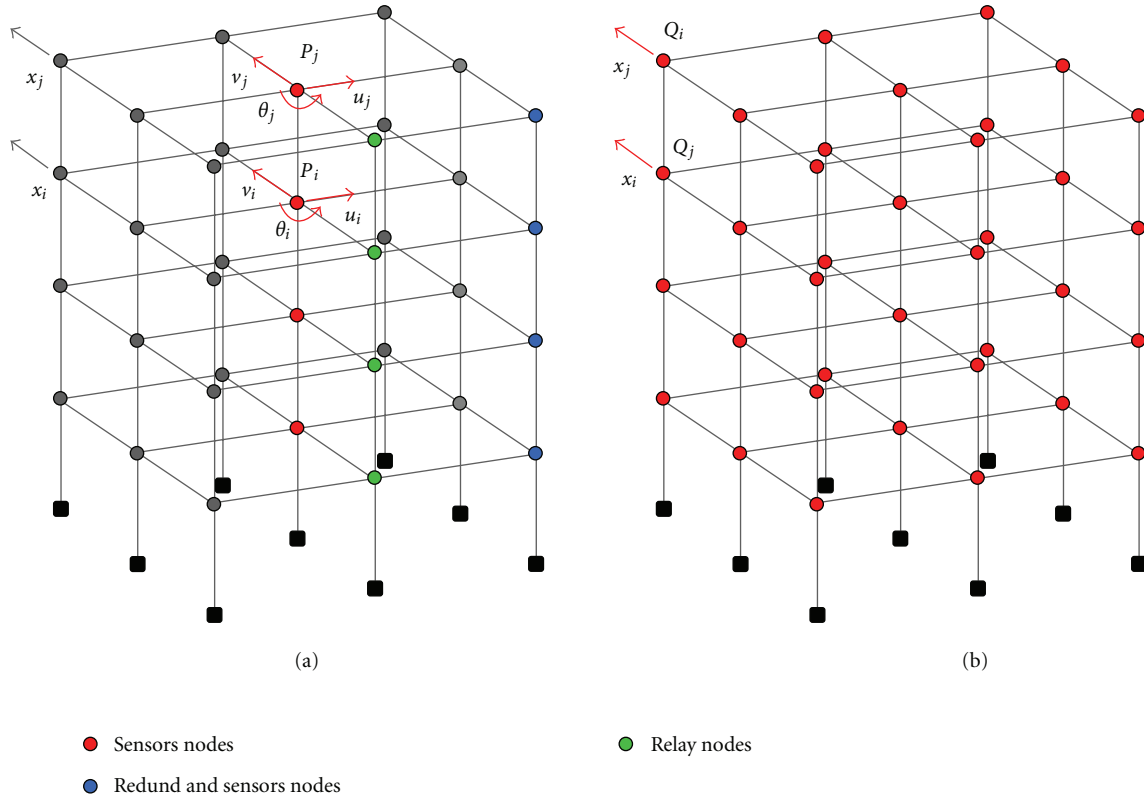 P_j
Q_i
x_j
v_j
u_j
x_j
θ_j
P_i
Q_j
x_i
v_i
u_i
x_i
θ_i
(a)
(b)
Sensors nodes
Relay nodes
Redund and sensors nodes